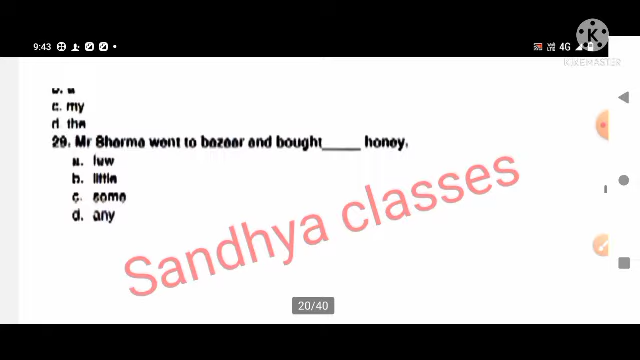 9:43
4G
K
KINEMASTER
c. my
d. the
29. Mr Sharma went to bazaar and bought_____ honey.
a. few
b. little
c. some
d. any
Sandhya classes
20/40